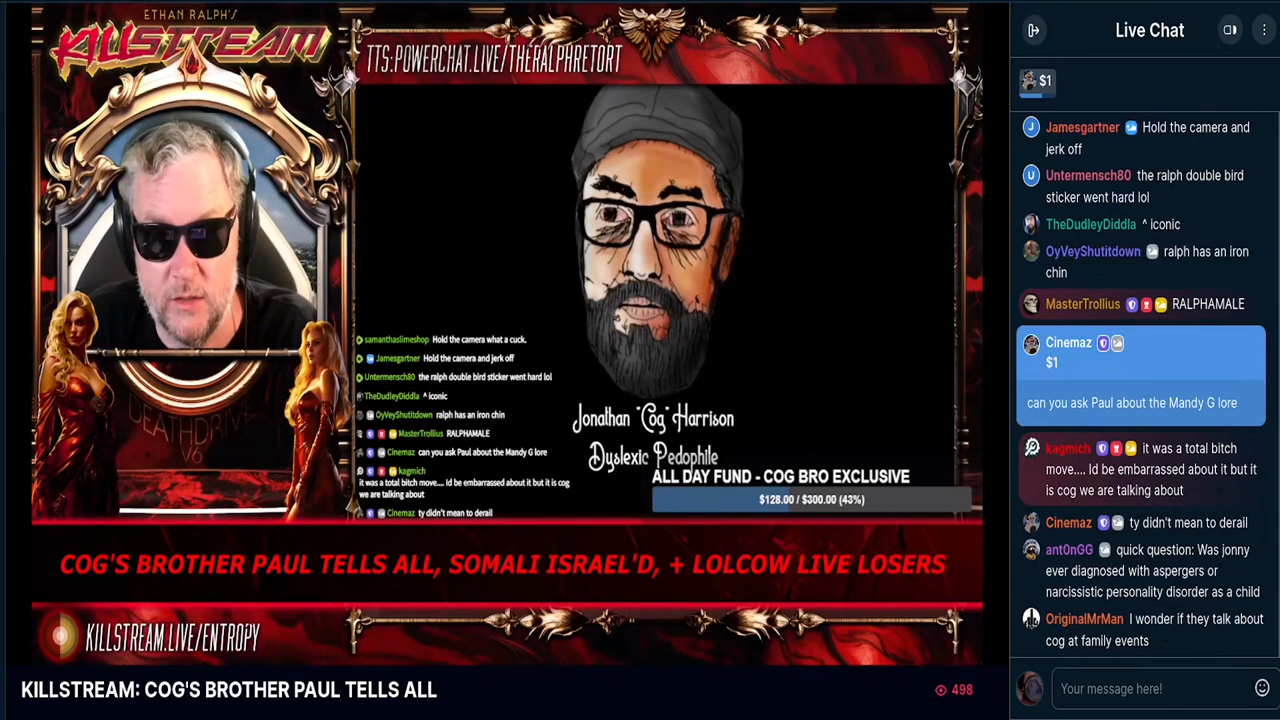 ETHAN RALPH'S
KILLSTREAM
TTS:POWERCHAT.LIVE/THERALPHRETORT
DEATHDRIVE
V6
samanthaslimeshop Hold the camera what a cuck.
Jamesgartner Hold the camera and jerk off
Untermensch80 the ralph double bird sticker went hard lol
TheDudleyDiddla ^ iconic
OyVeyShutitdown ralph has an iron chin
MasterTrollius RALPHAMALE
Cinemaz can you ask Paul about the Mandy G lore
kagmich
it was a total bitch move.... Id be embarrassed about it but it is cog
we are talking about
Cinemaz ty didn't mean to derail
Jonathan "Cog" Harrison
Dyslexic Pedophile
ALL DAY FUND - COG BRO EXCLUSIVE
$128.00 / $300.00 (43%)
COG'S BROTHER PAUL TELLS ALL, SOMALI ISRAEL'D, + LOLCOW LIVE LOSERS
KILLSTREAM.LIVE/ENTROPY
KILLSTREAM: COG'S BROTHER PAUL TELLS ALL
498
Live Chat
$1
J Jamesgartner Hold the camera and
jerk off
U Untermensch80 the ralph double bird
sticker went hard lol
TheDudleyDiddla ^ iconic
OyVeyShutitdown ralph has an iron
chin
MasterTrollius RALPHAMALE
Cinemaz
$1
can you ask Paul about the Mandy G lore
kagmich it was a total bitch
move.... Id be embarrassed about it but it
is cog we are talking about
Cinemaz ty didn't mean to derail
ant0nGG quick question: Was jonny
ever diagnosed with aspergers or
narcissistic personality disorder as a child
OriginalMrMan I wonder if they talk about
cog at family events
Your message here!